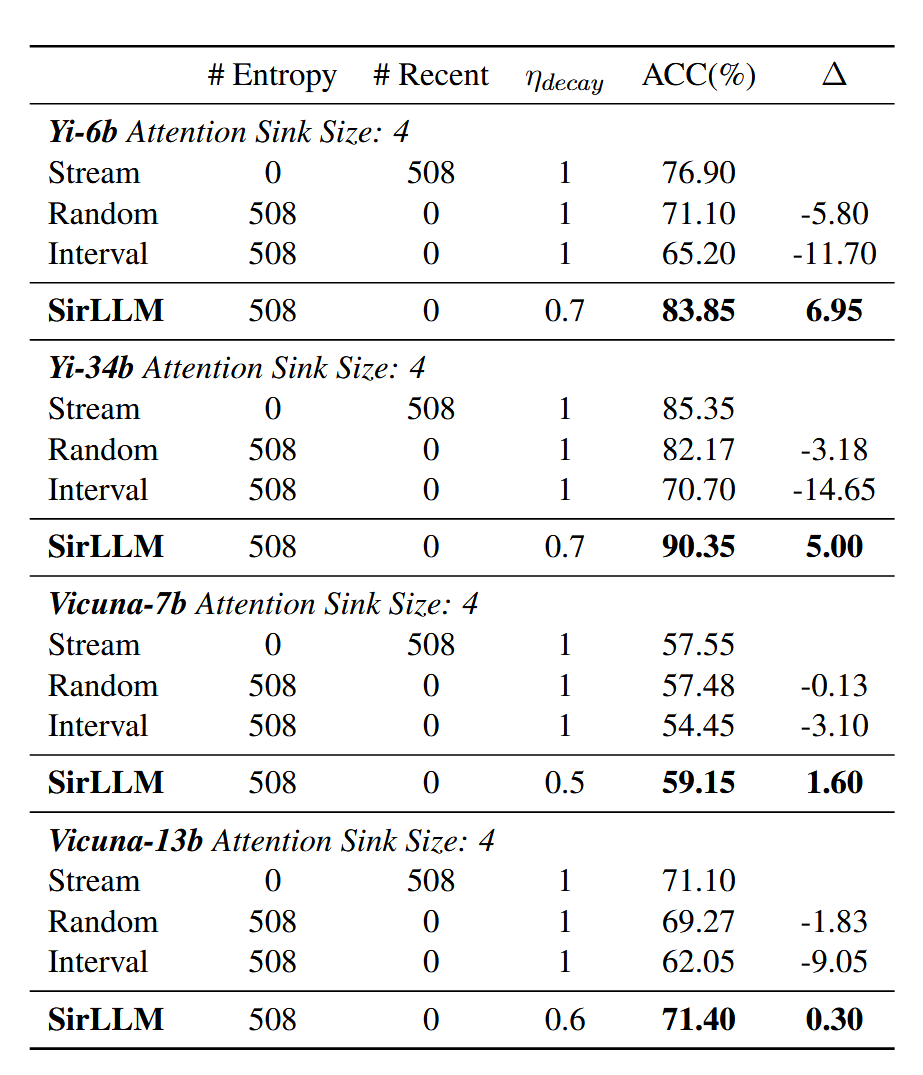 # Entropy # Recent η_decay ACC(%) Δ
Yi-6b Attention Sink Size: 4
Stream 0 508 1 76.90
Random 508 0 1 71.10 -5.80
Interval 508 0 1 65.20 -11.70
SirLLM 508 0 0.7 83.85 6.95
Yi-34b Attention Sink Size: 4
Stream 0 508 1 85.35
Random 508 0 1 82.17 -3.18
Interval 508 0 1 70.70 -14.65
SirLLM 508 0 0.7 90.35 5.00
Vicuna-7b Attention Sink Size: 4
Stream 0 508 1 57.55
Random 508 0 1 57.48 -0.13
Interval 508 0 1 54.45 -3.10
SirLLM 508 0 0.5 59.15 1.60
Vicuna-13b Attention Sink Size: 4
Stream 0 508 1 71.10
Random 508 0 1 69.27 -1.83
Interval 508 0 1 62.05 -9.05
SirLLM 508 0 0.6 71.40 0.30